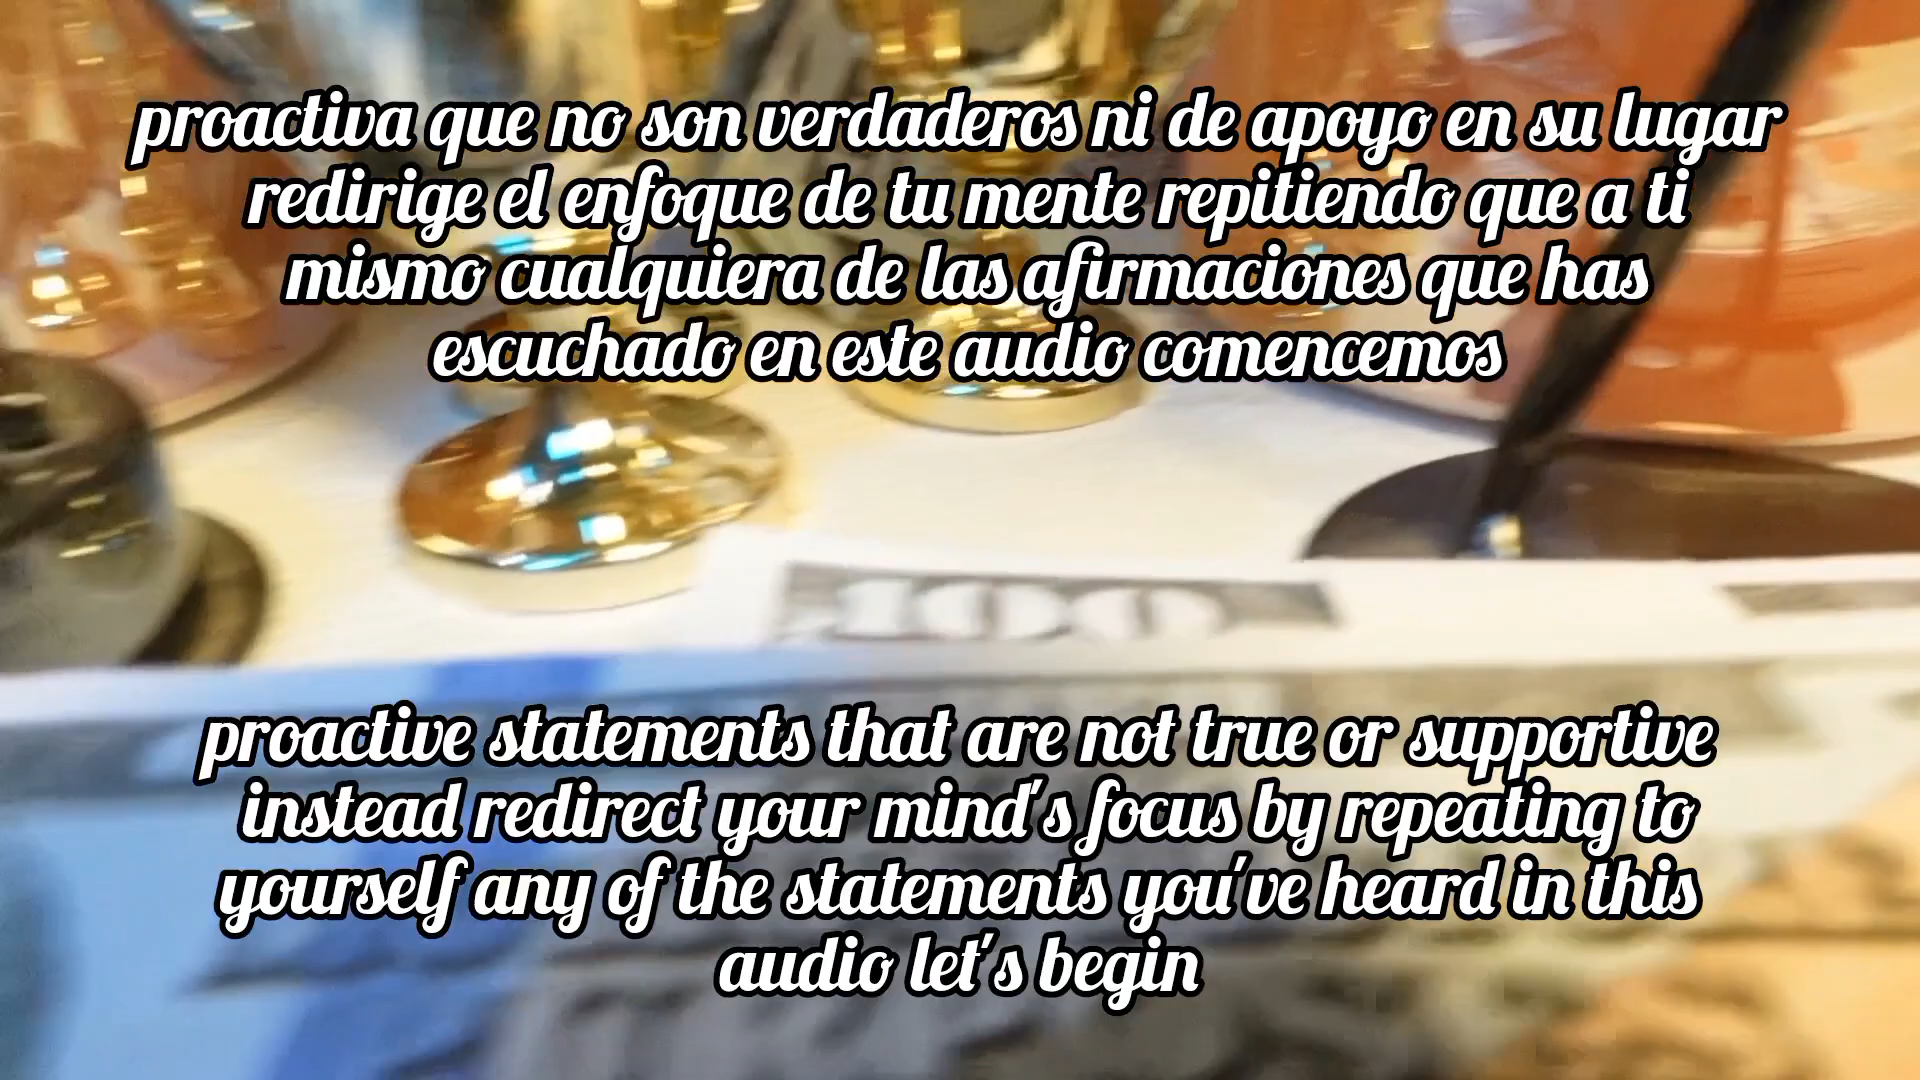 proactiva que no son verdaderos ni de apoyo en su lugar
redirige el enfoque de tu mente repitiendo que a ti
mismo cualquiera de las afirmaciones que has
escuchado en este audio comencemos
100
proactive statements that are not true or supportive
instead redirect your mind's focus by repeating to
yourself any of the statements you've heard in this
audio let's begin